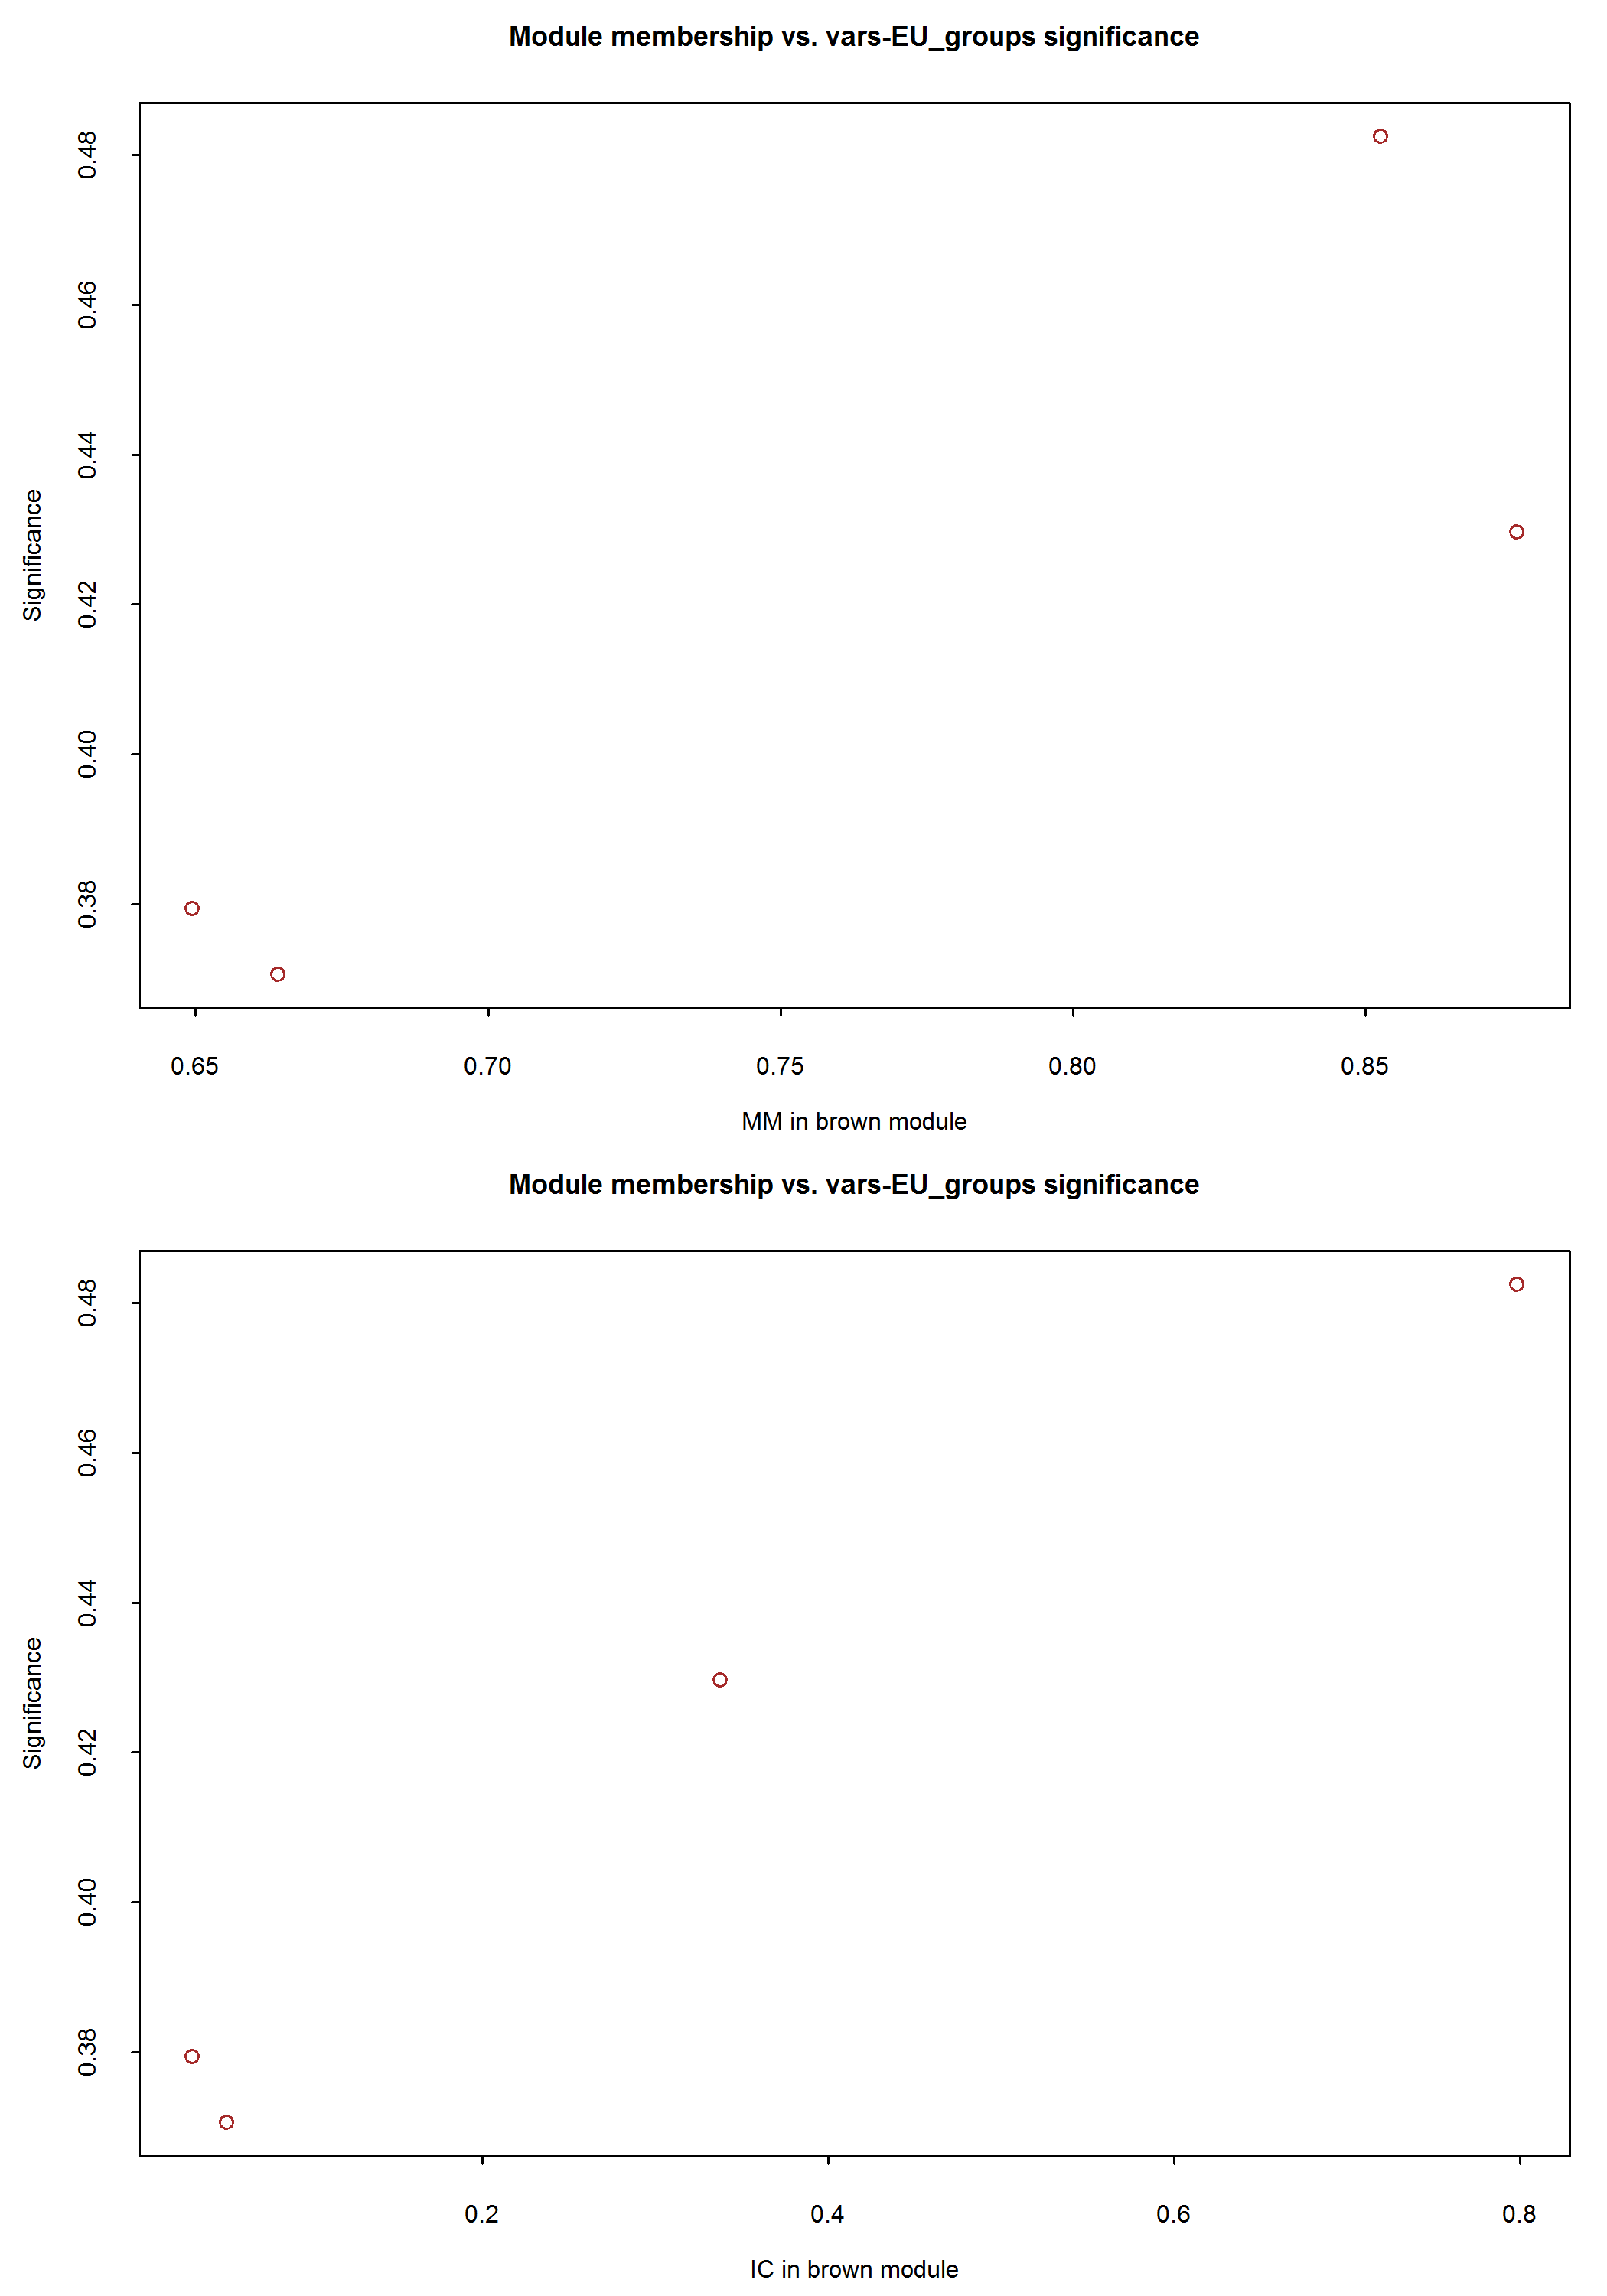 Module membership vs. vars-EU_groups significance
0.48
0.46
0.44
0.42
0.40
0.38
Significance
0.65 0.70 0.75 0.80 0.85
MM in brown module
Module membership vs. vars-EU_groups significance
0.48
0.46
0.44
0.42
0.40
0.38
Significance
0.2 0.4 0.6 0.8
IC in brown module